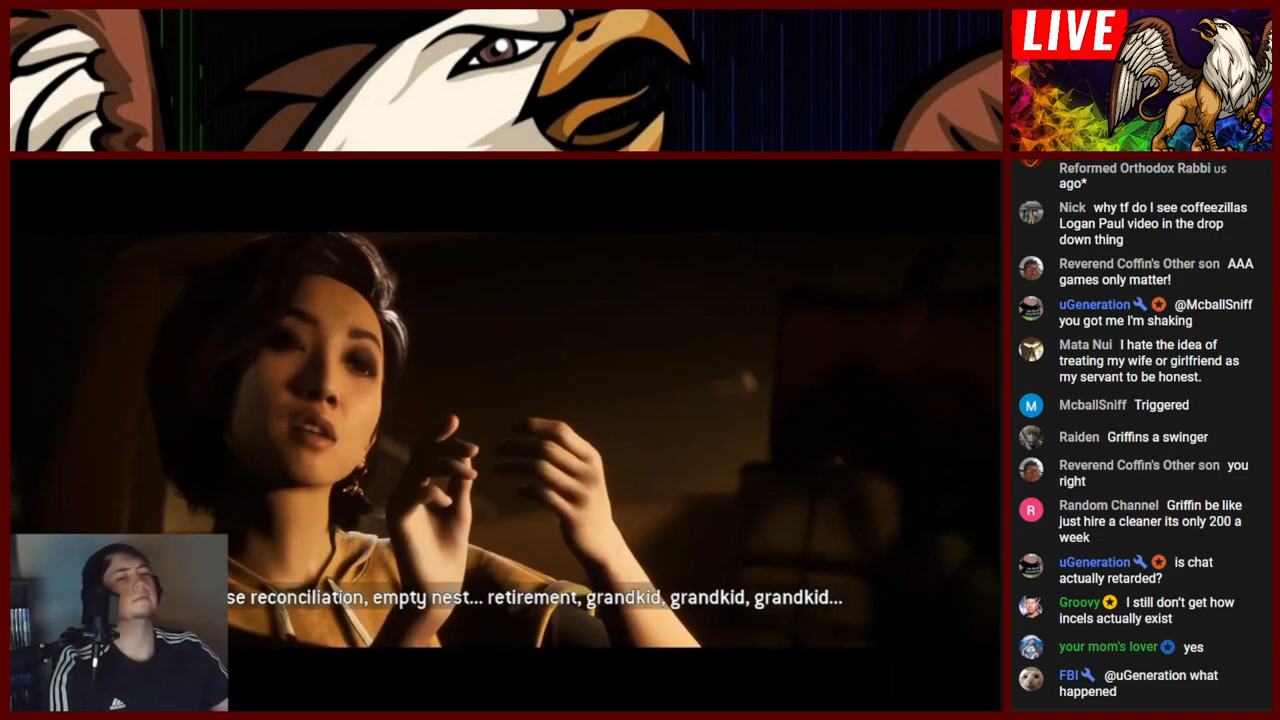 LIVE
se reconciliation, empty nest... retirement, grandkid, grandkid, grandkid...
Reformed Orthodox Rabbi us
ago*
Nick why tf do I see coffeezillas
Logan Paul video in the drop
down thing
Reverend Coffin's Other son AAA
games only matter!
uGeneration @McballSniff
you got me I'm shaking
Mata Nui I hate the idea of
treating my wife or girlfriend as
my servant to be honest.
M
McballSniff Triggered
Raiden Griffins a swinger
Reverend Coffin's Other son you
right
R
Random Channel Griffin be like
just hire a cleaner its only 200 a
week
uGeneration is chat
actually retarded?
Groovy I still don't get how
incels actually exist
your mom's lover yes
FBI @uGeneration what
happened